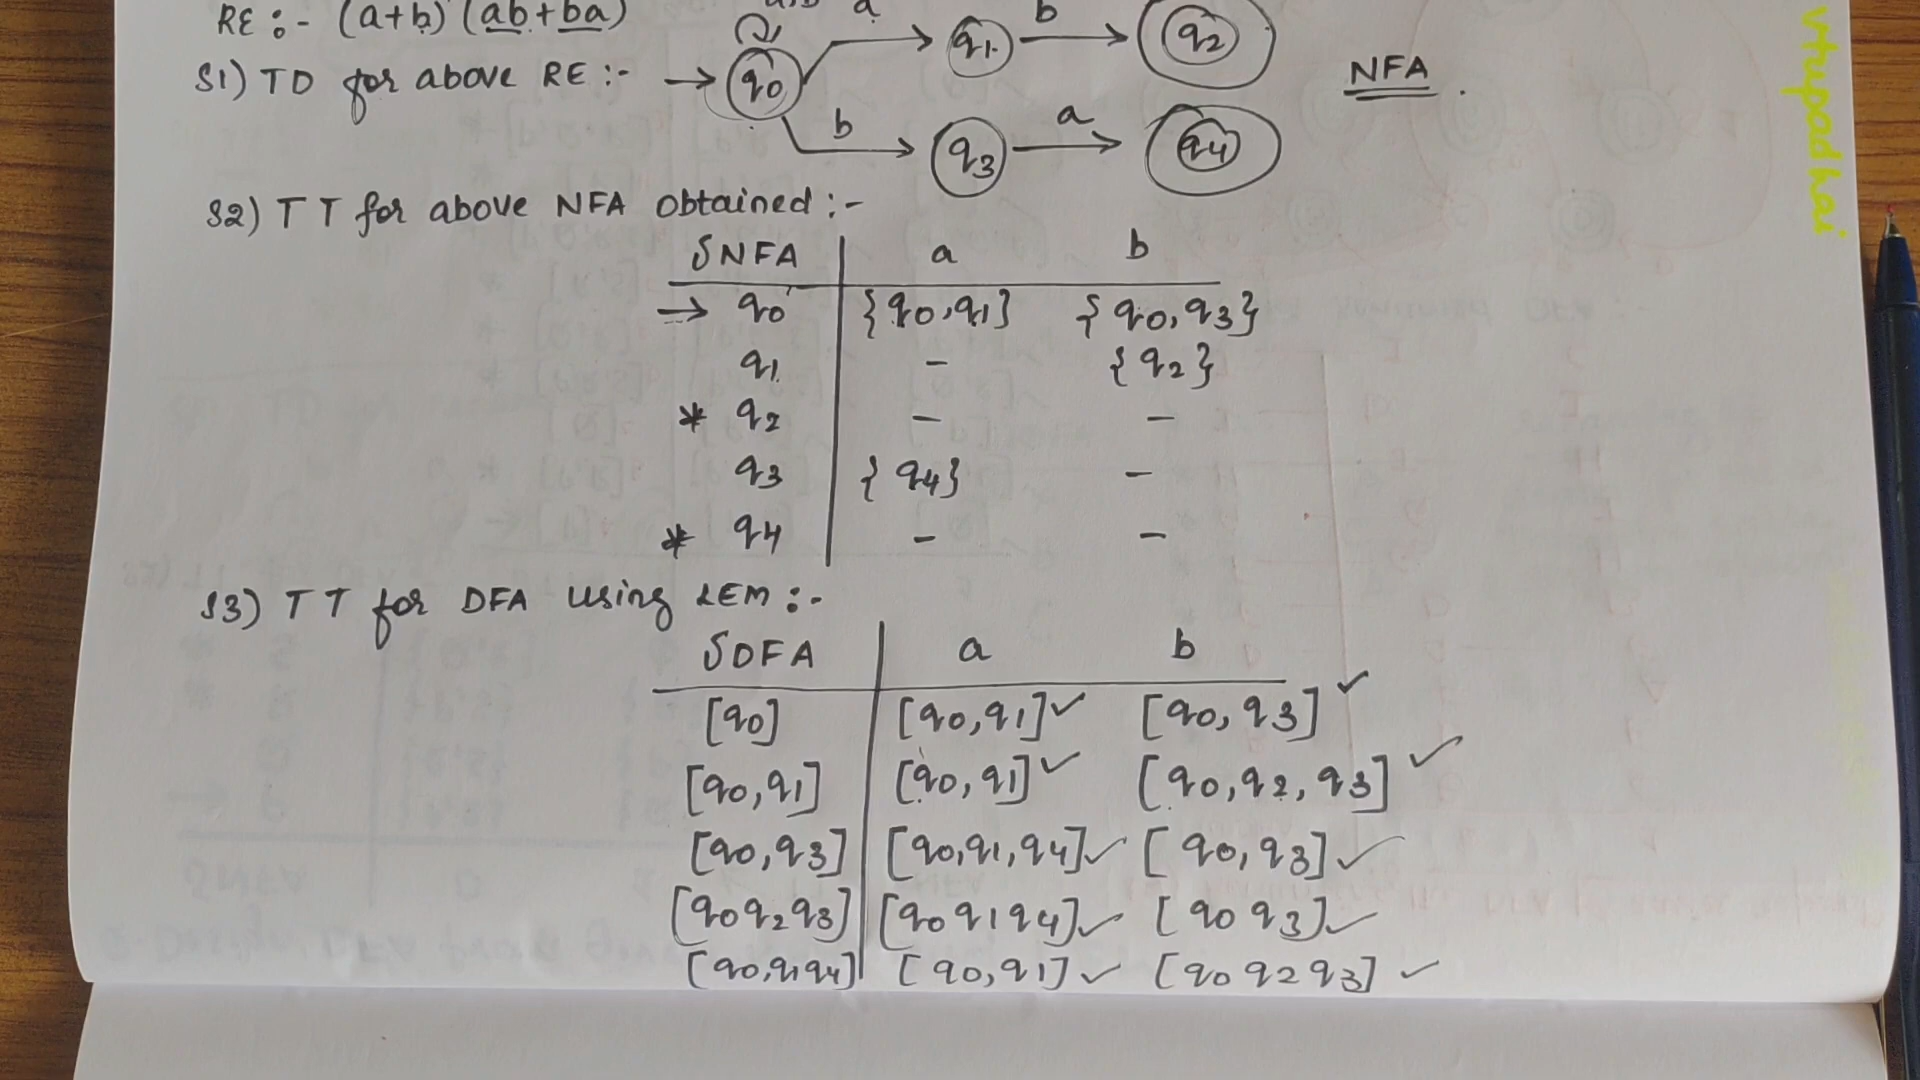 RE :- (a+b) (ab+ba)
a
b
S1) TD for above RE :- → q0 q1 q2
NFA .
b q3 a q4
S2) TT for above NFA obtained :-
δNFA a b
→ q0 {q0,q1} {q0,q3}
q1 - {q2}
* q2 - -
q3 {q4} -
* q4 - -
S3) TT for DFA using LEM :-
δDFA a b
[q0] [q0,q1] ✓ [q0,q3] ✓
[q0,q1] [q0,q1] ✓ [q0,q2,q3] ✓
[q0,q3] [q0,q1,q4] ✓ [q0,q3] ✓
[q0q2q3] [q0q1q4] ✓ [q0q3] ✓
[q0,q1q4] [q0,q1] ✓ [q0q2q3] ✓
vtupadhai